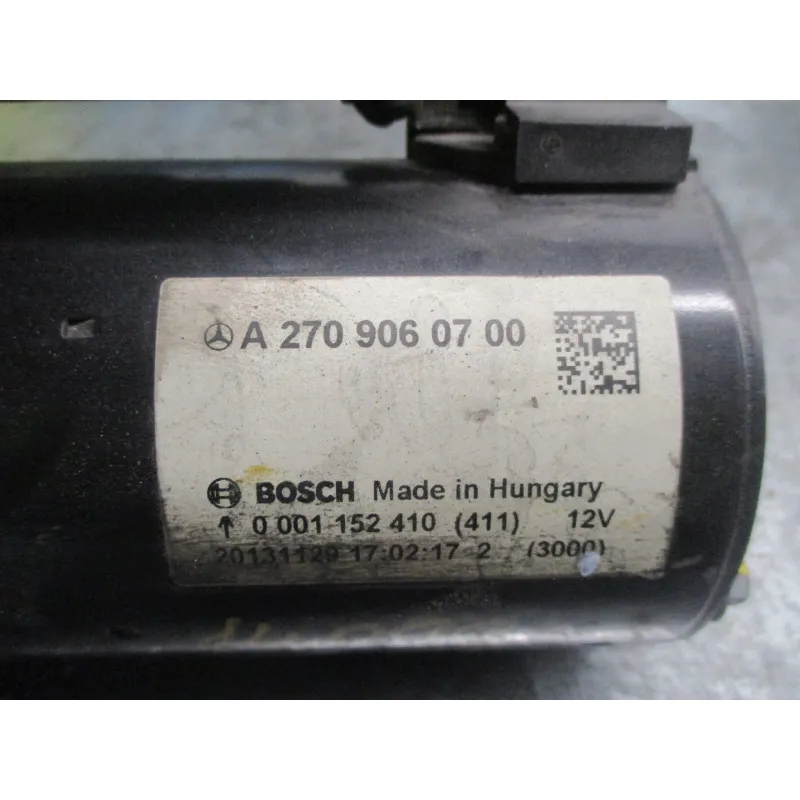 A 270 906 07 00
BOSCH Made in Hungary
↑ 0 001 152 410 (411) 12V
20131120 17:02:17 2 (3000)